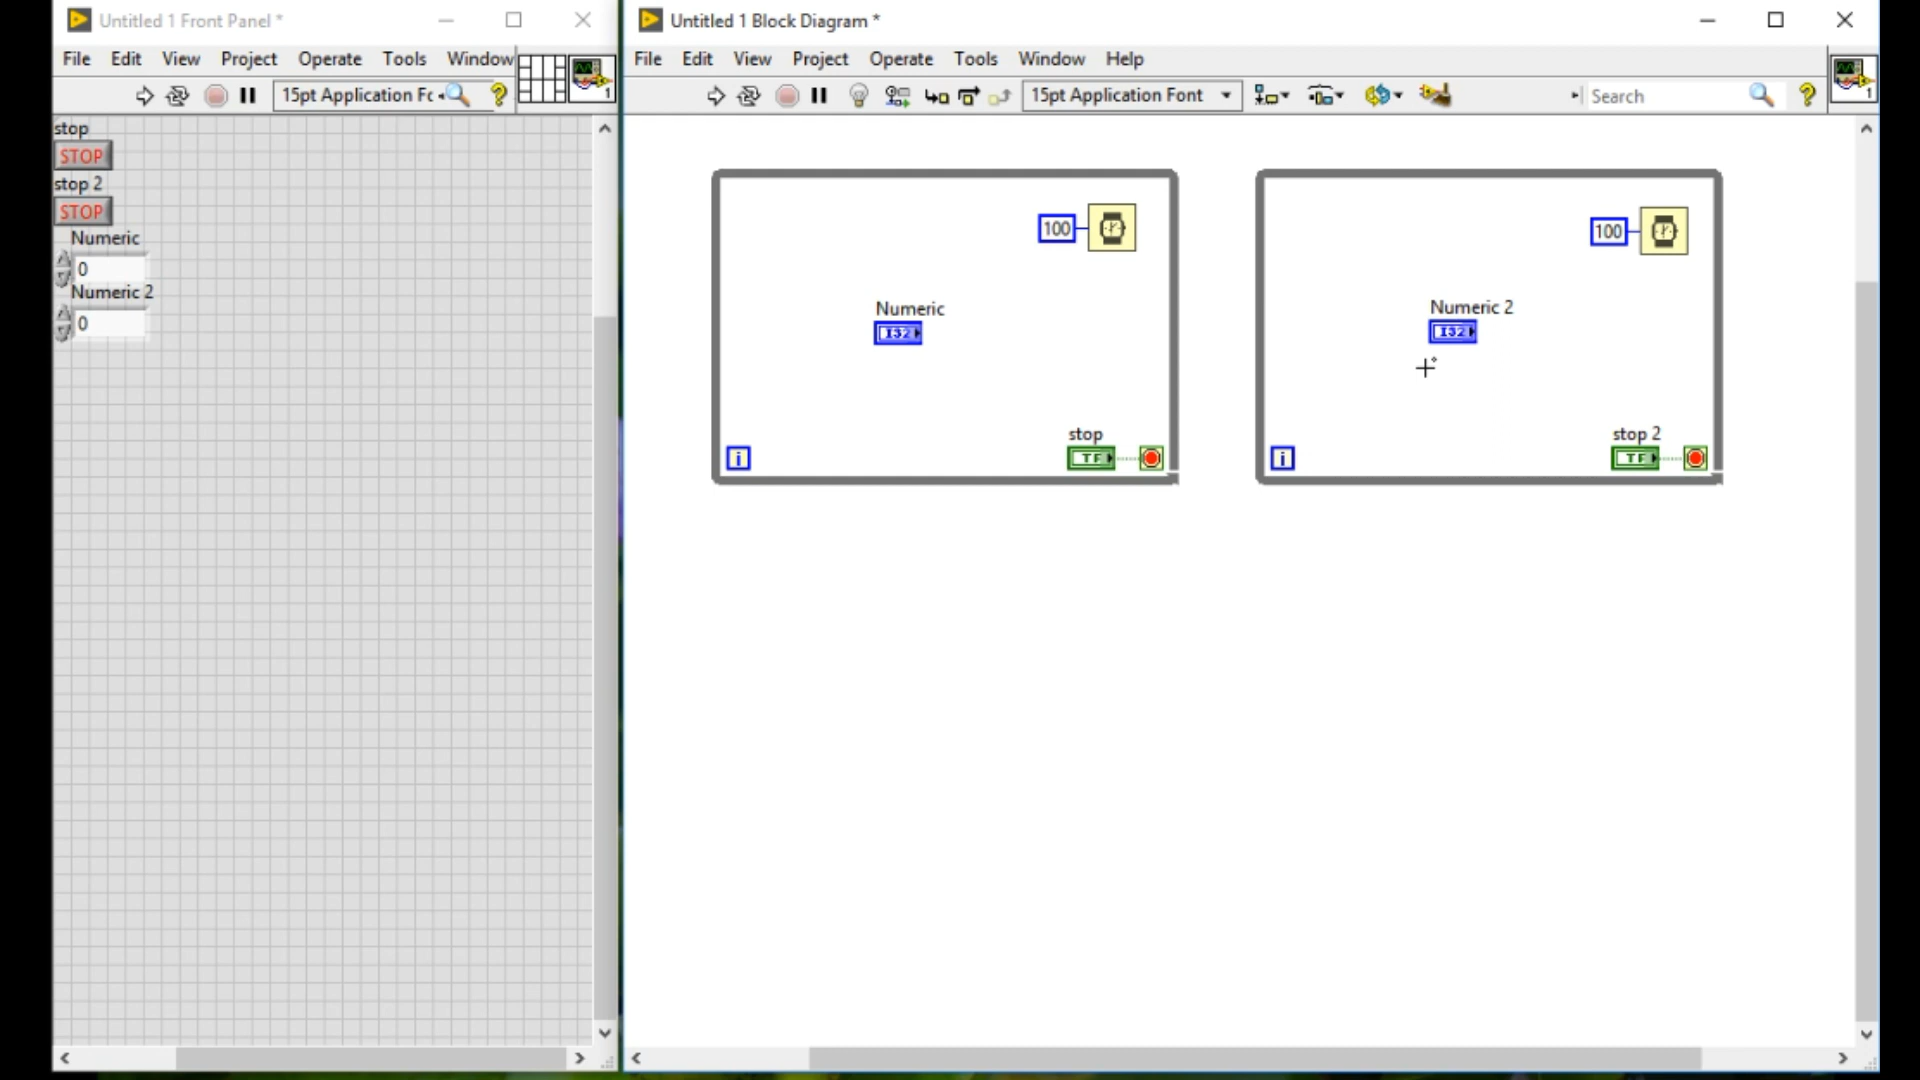 Untitled 1 Front Panel *
File Edit View Project Operate Tools Window
15pt Application Fc
1
stop
STOP
stop 2
STOP
Numeric
0
Numeric 2
0
Untitled 1 Block Diagram *
File Edit View Project Operate Tools Window Help
15pt Application Font
Search
1
100
Numeric
I32
stop
i
TF
100
Numeric 2
I32
stop 2
i
TF